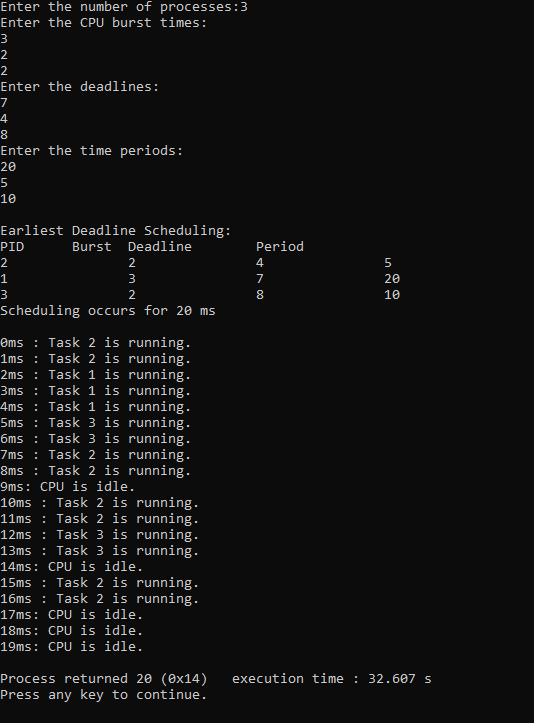 Enter the number of processes:3
Enter the CPU burst times:
3
2
2
Enter the deadlines:
7
4
8
Enter the time periods:
20
5
10
Earliest Deadline Scheduling:
PID Burst Deadline Period
2 2 4 5
1 3 7 20
3 2 8 10
Scheduling occurs for 20 ms
0ms : Task 2 is running.
1ms : Task 2 is running.
2ms : Task 1 is running.
3ms : Task 1 is running.
4ms : Task 1 is running.
5ms : Task 3 is running.
6ms : Task 3 is running.
7ms : Task 2 is running.
8ms : Task 2 is running.
9ms: CPU is idle.
10ms : Task 2 is running.
11ms : Task 2 is running.
12ms : Task 3 is running.
13ms : Task 3 is running.
14ms: CPU is idle.
15ms : Task 2 is running.
16ms : Task 2 is running.
17ms: CPU is idle.
18ms: CPU is idle.
19ms: CPU is idle.
Process returned 20 (0x14) execution time : 32.607 s
Press any key to continue.